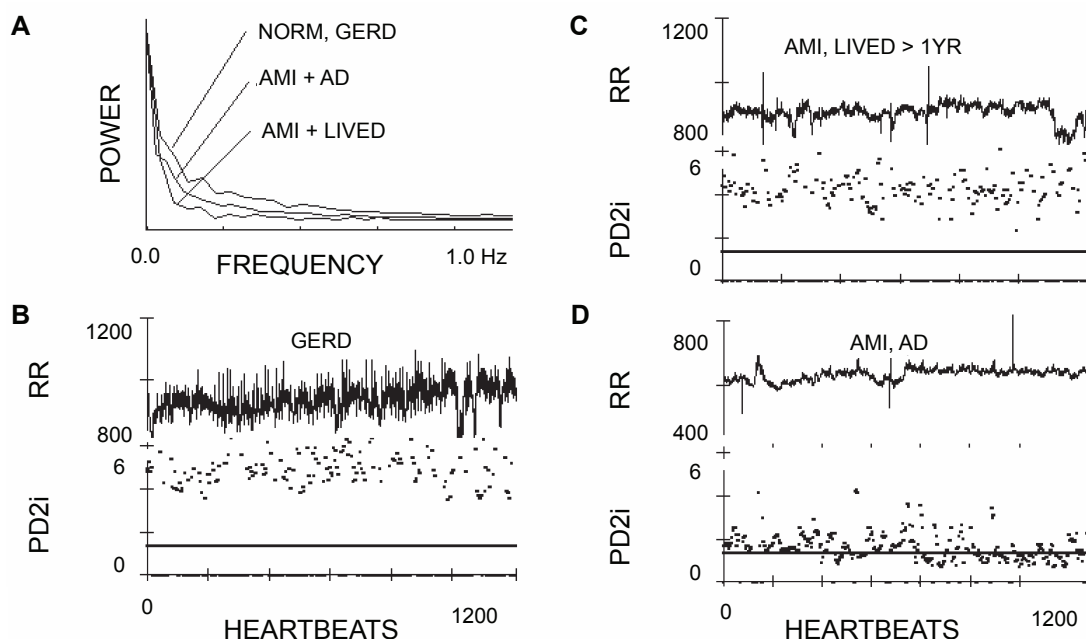 A
NORM, GERD
AMI + AD
AMI + LIVED
POWER
0.0
1.0 Hz
FREQUENCY
B
GERD
1200
RR
800
6
PD2i
0
0
1200
HEARTBEATS
C
AMI, LIVED > 1YR
1200
RR
800
6
PD2i
0
D
AMI, AD
800
RR
400
6
PD2i
0
0
1200
HEARTBEATS